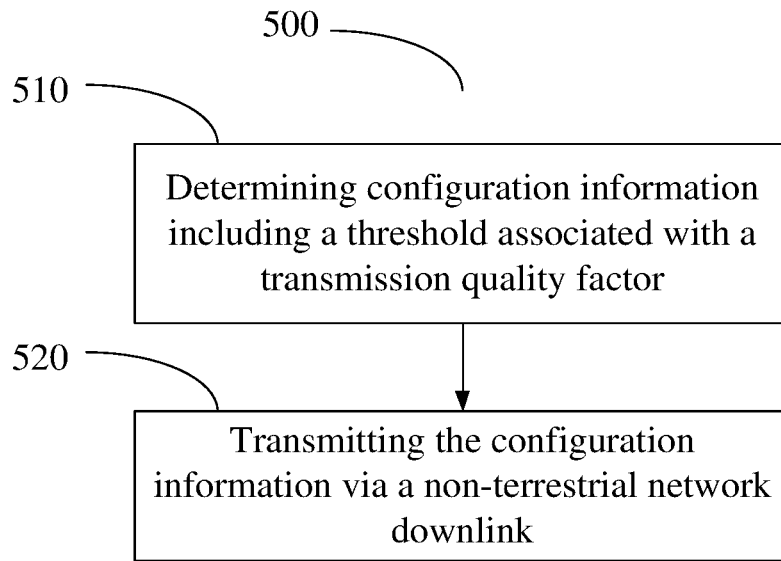 500
510
Determining configuration information
including a threshold associated with a
transmission quality factor
520
Transmitting the configuration
information via a non-terrestrial network
downlink